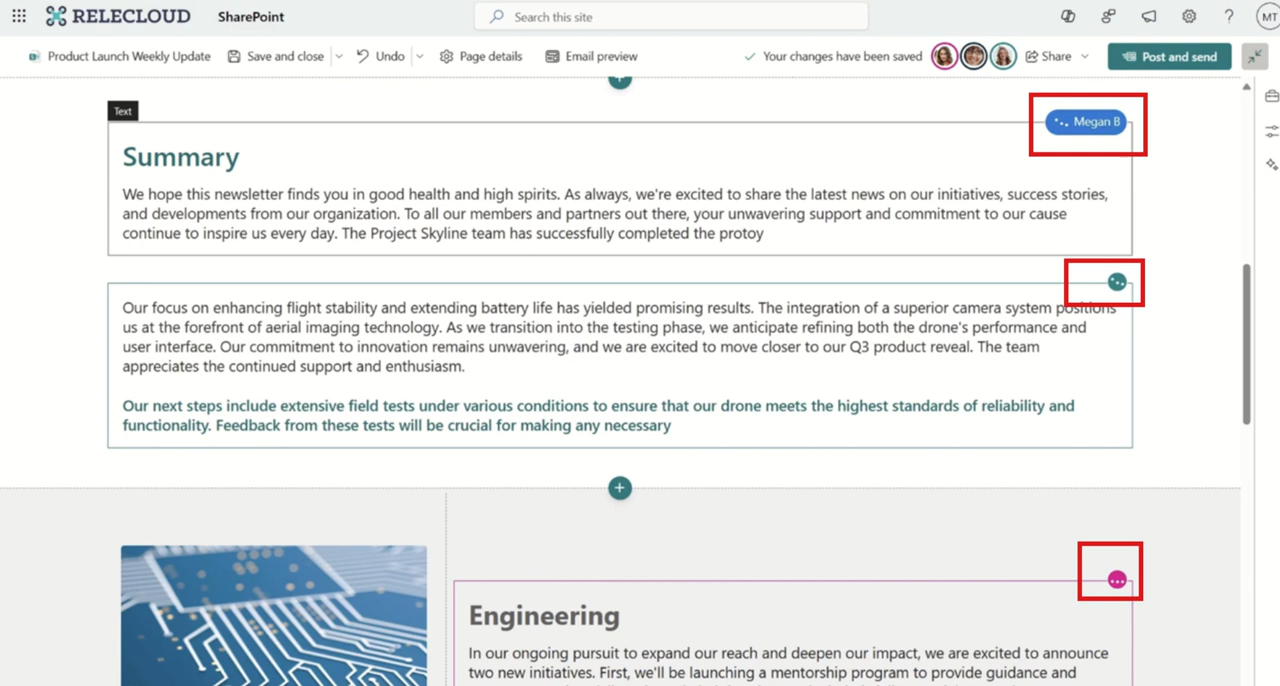 RELECLOUD SharePoint Search this site MT
Product Launch Weekly Update Save and close Undo Page details Email preview Your changes have been saved Share Post and send
Text
Megan B
Summary
We hope this newsletter finds you in good health and high spirits. As always, we're excited to share the latest news on our initiatives, success stories,
and developments from our organization. To all our members and partners out there, your unwavering support and commitment to our cause
continue to inspire us every day. The Project Skyline team has successfully completed the protoy
Our focus on enhancing flight stability and extending battery life has yielded promising results. The integration of a superior camera system positions
us at the forefront of aerial imaging technology. As we transition into the testing phase, we anticipate refining both the drone's performance and
user interface. Our commitment to innovation remains unwavering, and we are excited to move closer to our Q3 product reveal. The team
appreciates the continued support and enthusiasm.
Our next steps include extensive field tests under various conditions to ensure that our drone meets the highest standards of reliability and
functionality. Feedback from these tests will be crucial for making any necessary
Engineering
In our ongoing pursuit to expand our reach and deepen our impact, we are excited to announce
two new initiatives. First, we'll be launching a mentorship program to provide guidance and